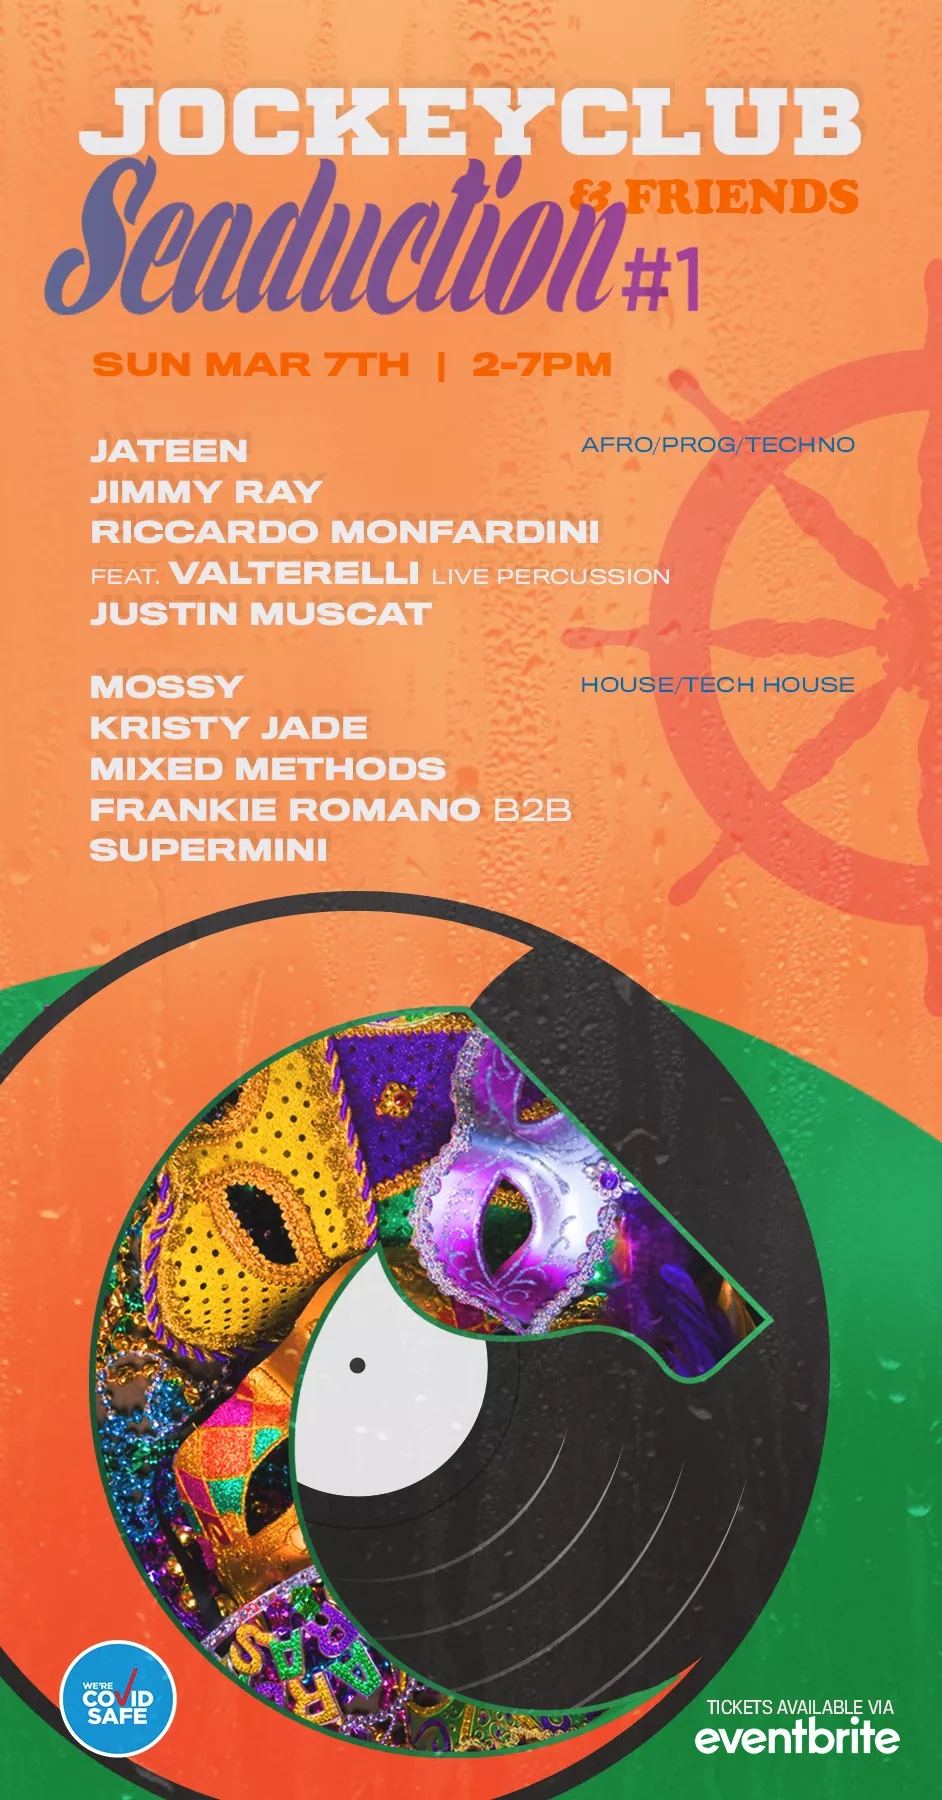 JOCKEYCLUB
& FRIENDS
Seaduction #1
SUN MAR 7TH | 2-7PM
JATEEN
AFRO/PROG/TECHNO
JIMMY RAY
RICCARDO MONFARDINI
FEAT. VALTERELLI LIVE PERCUSSION
JUSTIN MUSCAT
MOSSY
HOUSE/TECH HOUSE
KRISTY JADE
MIXED METHODS
FRANKIE ROMANO B2B
SUPERMINI
WE'RE
COVID
SAFE
TICKETS AVAILABLE VIA
eventbrite